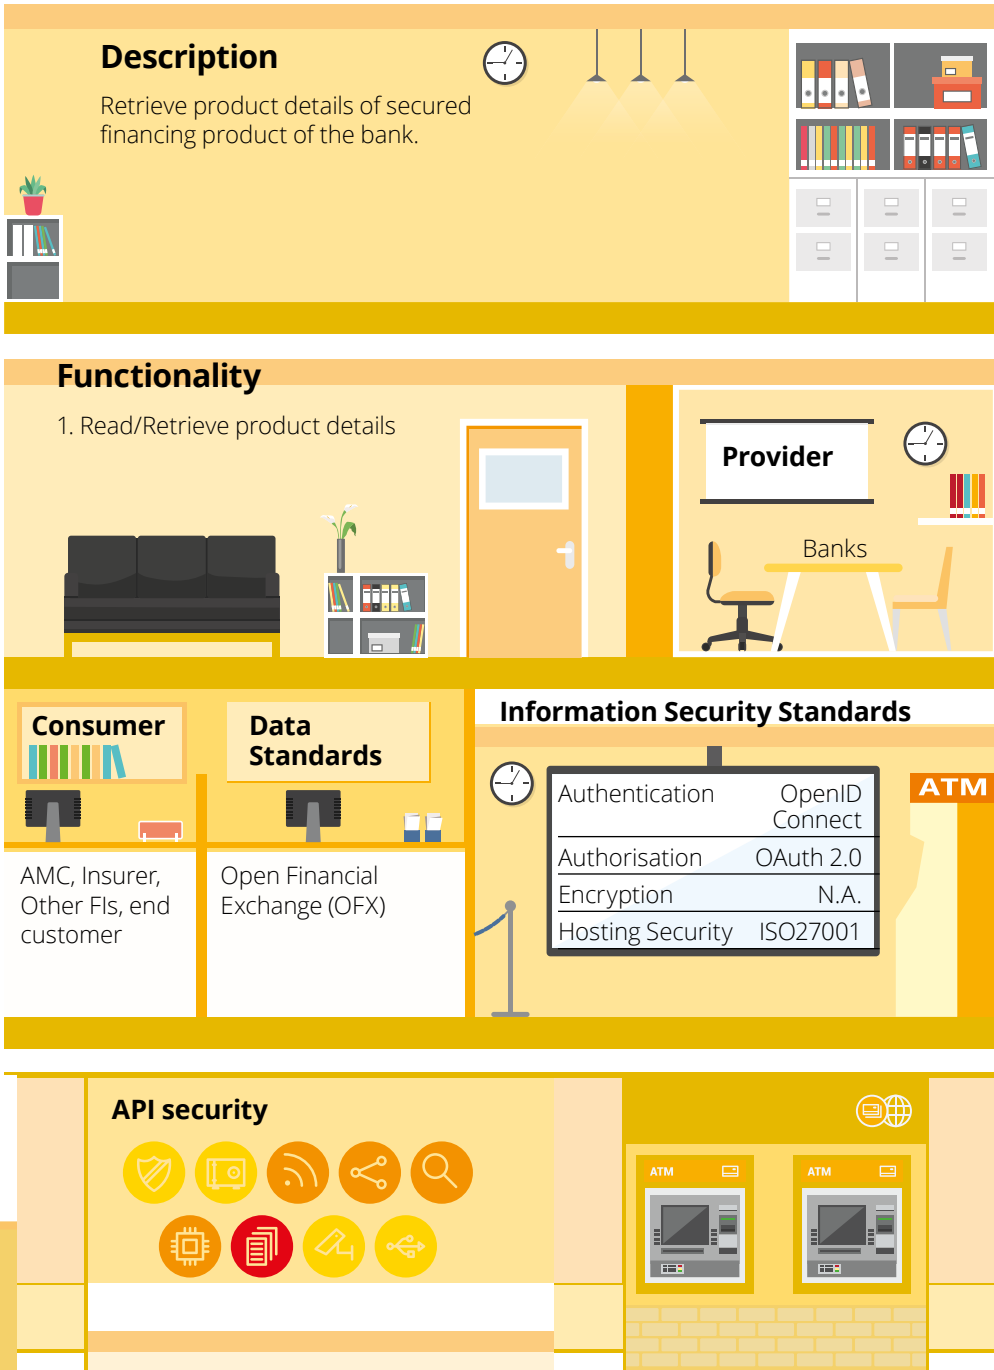 Description
Retrieve product details of secured
financing product of the bank.
Functionality
1. Read/Retrieve product details
Provider
Banks
Consumer
AMC, Insurer,
Other FIs, end
customer
Data
Standards
Open Financial
Exchange (OFX)
Information Security Standards
Authentication OpenID
Connect
Authorisation OAuth 2.0
Encryption N.A.
Hosting Security ISO27001
ATM
API security
ATM
ATM